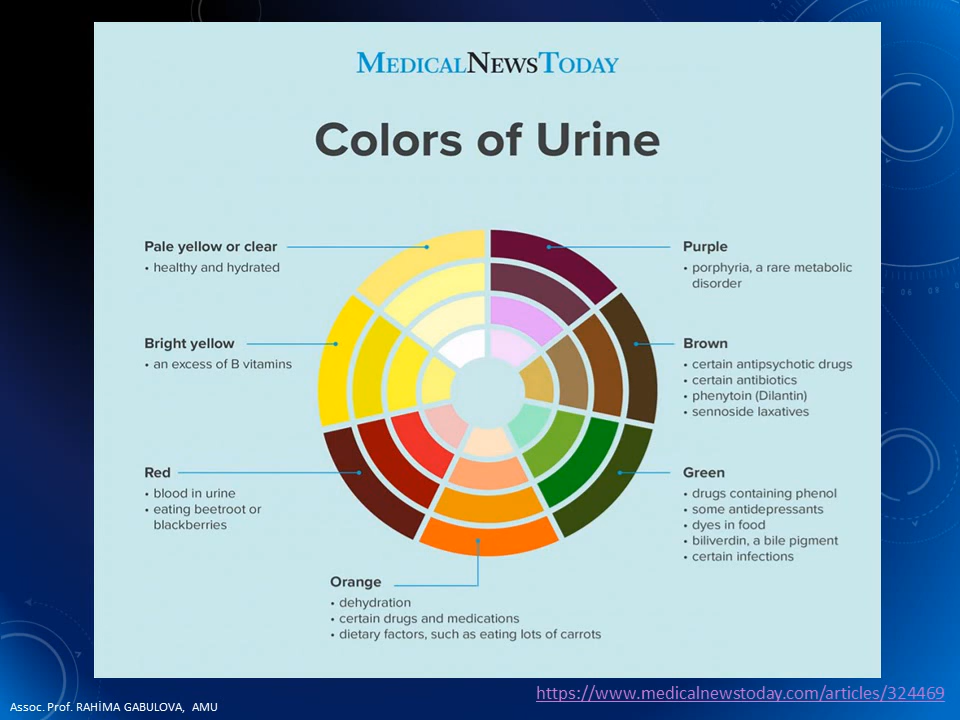 MEDICALNEWSTODAY
Colors of Urine
Pale yellow or clear
• healthy and hydrated
Bright yellow
• an excess of B vitamins
Red
• blood in urine
• eating beetroot or
blackberries
Orange
• dehydration
• certain drugs and medications
• dietary factors, such as eating lots of carrots
Purple
• porphyria, a rare metabolic
disorder
Brown
• certain antipsychotic drugs
• certain antibiotics
• phenytoin (Dilantin)
• sennoside laxatives
Green
• drugs containing phenol
• some antidepressants
• dyes in food
• biliverdin, a bile pigment
• certain infections
https://www.medicalnewstoday.com/articles/324469
Assoc. Prof. RAHİMA GABULOVA, AMU